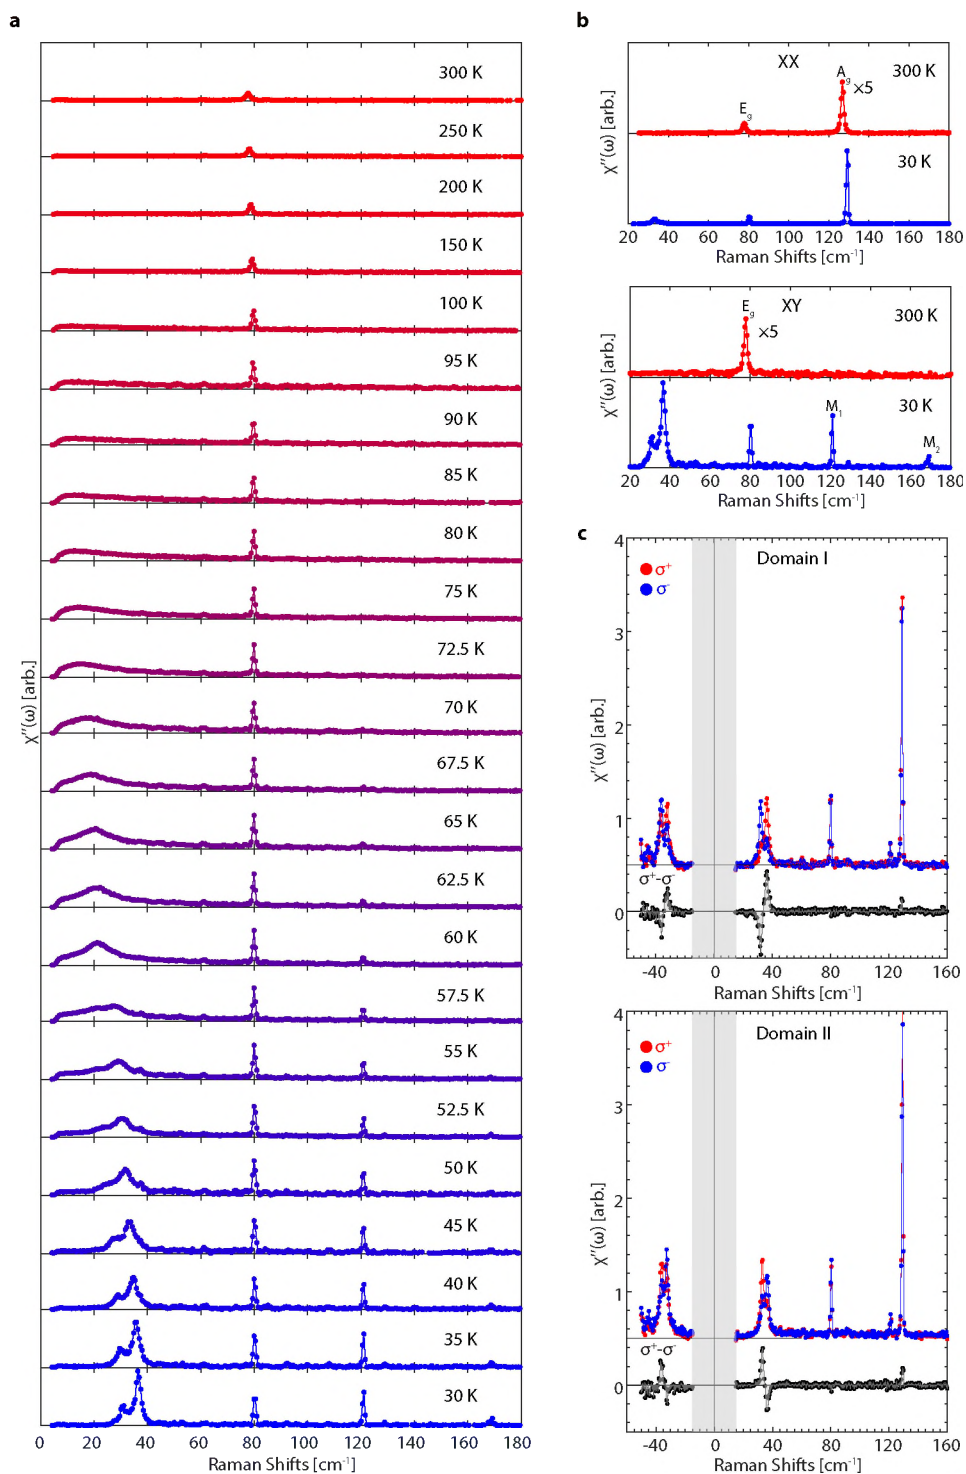 a
300 K
250 K
200 K
150 K
100 K
95 K
90 K
85 K
80 K
75 K
72.5 K
70 K
67.5 K
65 K
62.5 K
60 K
57.5 K
55 K
52.5 K
50 K
45 K
40 K
35 K
30 K
χ″(ω) [arb.]
0 20 40 60 80 100 120 140 160 180
Raman Shifts [cm⁻¹]
b
XX
300 K
E_g
A_g
×5
30 K
χ″(ω) [arb.]
20 40 60 80 100 120 140 160 180
Raman Shifts [cm⁻¹]
XY
300 K
E_g
×5
30 K
M₁
M₂
χ″(ω) [arb.]
20 40 60 80 100 120 140 160 180
Raman Shifts [cm⁻¹]
c
Domain I
σ⁺
σ⁻
4
3
2
1
0
χ″(ω) [arb.]
σ⁺-σ⁻
-40 0 40 80 120 160
Raman Shifts [cm⁻¹]
Domain II
σ⁺
σ⁻
4
3
2
1
0
χ″(ω) [arb.]
σ⁺-σ⁻
-40 0 40 80 120 160
Raman Shifts [cm⁻¹]